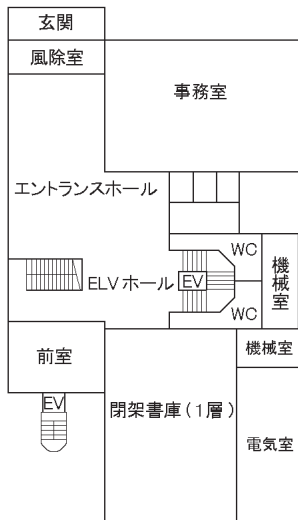 玄関
風除室
事務室
エントランスホール
WC
機械室
ELVホール
EV
WC
前室
機械室
EV
閉架書庫(1層)
電気室